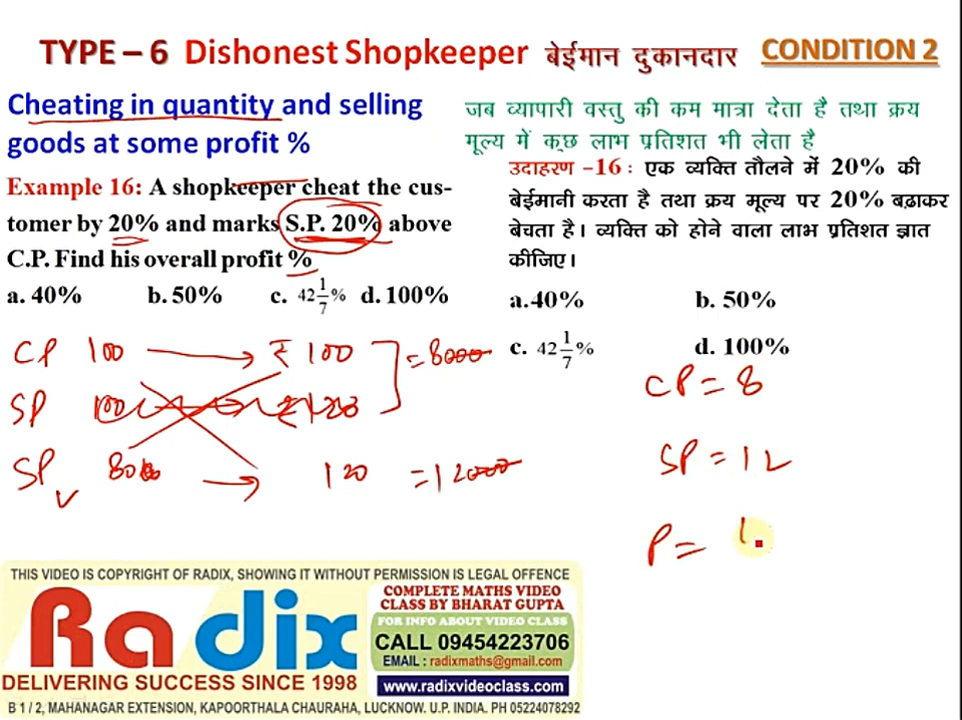 TYPE – 6 Dishonest Shopkeeper बेईमान दुकानदार CONDITION 2
Cheating in quantity and selling
goods at some profit %
जब व्यापारी वस्तु की कम मात्रा देता है तथा क्रय
मूल्य में कुछ लाभ प्रतिशत भी लेता है
Example 16: A shopkeeper cheat the cus-
tomer by 20% and marks S.P. 20% above
C.P. Find his overall profit %
a. 40% b. 50% c. 42 1/7 % d. 100%
उदाहरण -16 : एक व्यक्ति तौलने में 20% की
बेईमानी करता है तथा क्रय मूल्य पर 20% बढ़ाकर
बेचता है। व्यक्ति को होने वाला लाभ प्रतिशत ज्ञात
कीजिए।
a.40% b. 50%
c. 42 1/7 % d. 100%
CP 100 → ₹ 100 = 8000
SP 100 → ₹ 120
SP 80 → 120 = 12000
CP = 8
SP = 12
P =
THIS VIDEO IS COPYRIGHT OF RADIX, SHOWING IT WITHOUT PERMISSION IS LEGAL OFFENCE
Radix
DELIVERING SUCCESS SINCE 1998
COMPLETE MATHS VIDEO
CLASS BY BHARAT GUPTA
FOR INFO ABOUT VIDEO CLASS
CALL 09454223706
EMAIL : radixmaths@gmail.com
www.radixvideoclass.com
B 1 / 2, MAHANAGAR EXTENSION, KAPOORTHALA CHAURAHA, LUCKNOW. U.P. INDIA. PH 05224078292